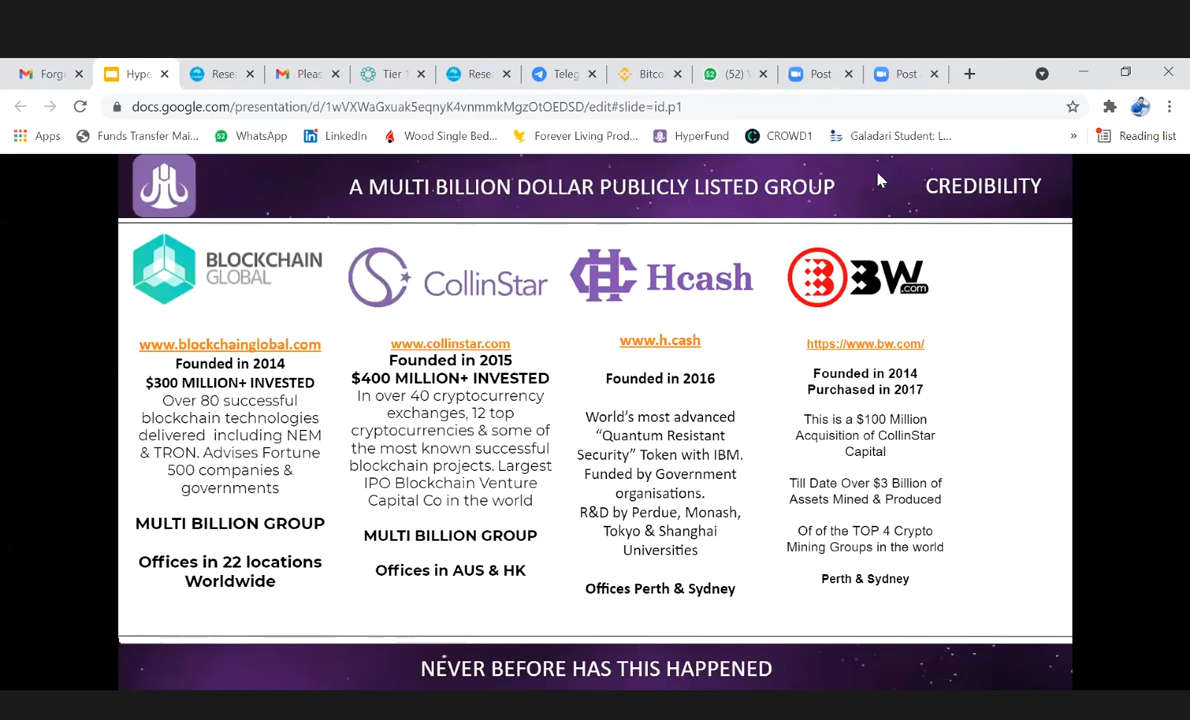 Forg
Hype
Rese
Pleas
Tier 1
Rese
Teleg
Bitco
(52) W
Post
Post
docs.google.com/presentation/d/1wVXWaGxuak5eqnyK4vnmmkMgzOtOEDSD/edit#slide=id.p1
Apps
Funds Transfer Mai...
WhatsApp
LinkedIn
Wood Single Bed...
Forever Living Prod...
HyperFund
CROWD1
Galadari Student: L...
»
Reading list
A MULTI BILLION DOLLAR PUBLICLY LISTED GROUP
CREDIBILITY
BLOCKCHAIN
GLOBAL
www.blockchainglobal.com
Founded in 2014
$300 MILLION+ INVESTED
Over 80 successful
blockchain technologies
delivered including NEM
& TRON. Advises Fortune
500 companies &
governments
MULTI BILLION GROUP
Offices in 22 locations
Worldwide
CollinStar
www.collinstar.com
Founded in 2015
$400 MILLION+ INVESTED
In over 40 cryptocurrency
exchanges, 12 top
cryptocurrencies & some of
the most known successful
blockchain projects. Largest
IPO Blockchain Venture
Capital Co in the world
MULTI BILLION GROUP
Offices in AUS & HK
Hcash
www.h.cash
Founded in 2016
World's most advanced
“Quantum Resistant
Security” Token with IBM.
Funded by Government
organisations.
R&D by Perdue, Monash,
Tokyo & Shanghai
Universities
Offices Perth & Sydney
BW.com
https://www.bw.com/
Founded in 2014
Purchased in 2017
This is a $100 Million
Acquisition of CollinStar
Capital
Till Date Over $3 Billion of
Assets Mined & Produced
Of of the TOP 4 Crypto
Mining Groups in the world
Perth & Sydney
NEVER BEFORE HAS THIS HAPPENED